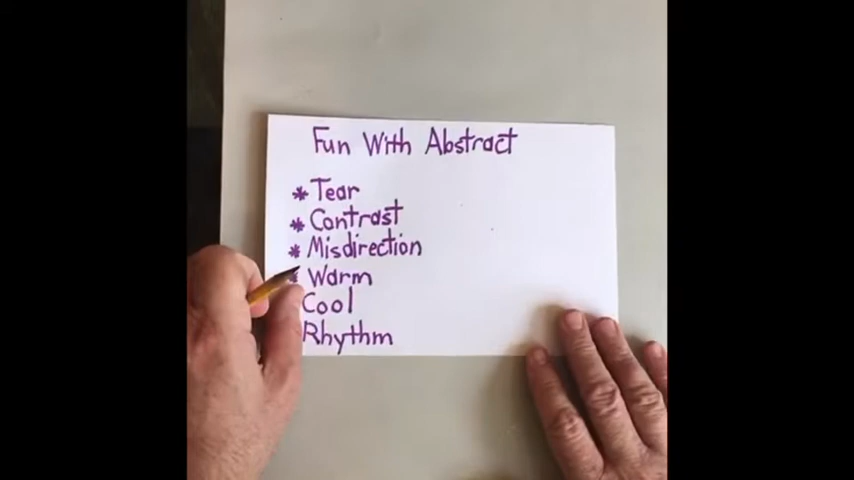 Fun With Abstract
* Tear
* Contrast
* Misdirection
* Warm
Cool
Rhythm